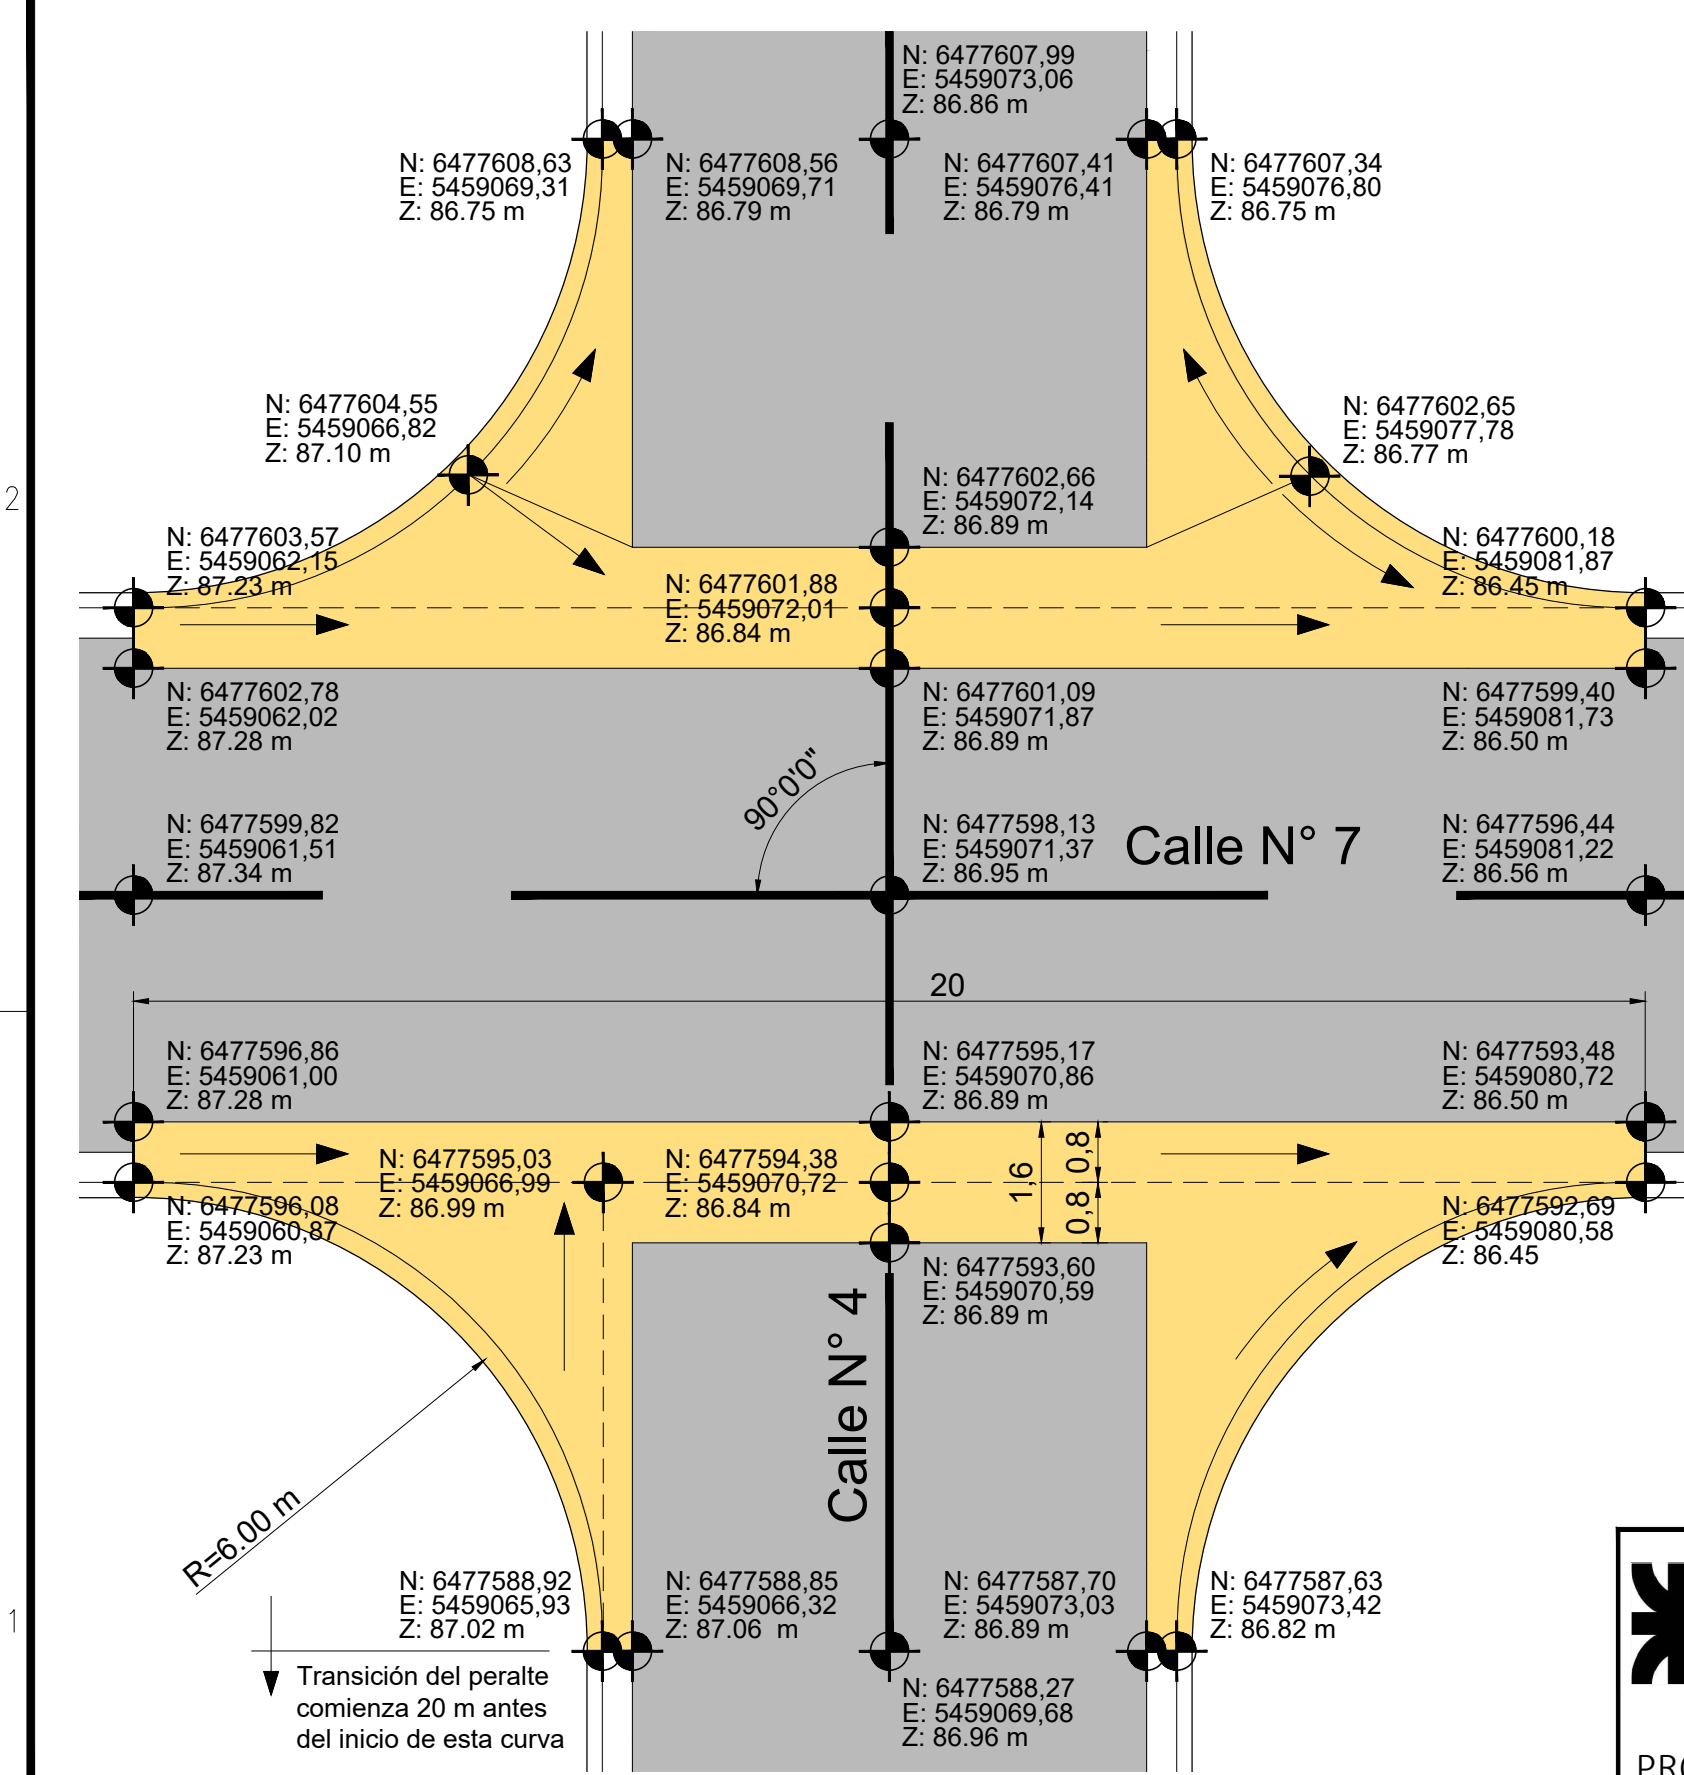 N: 6477607,99
E: 5459073,06
Z: 86.86 m
N: 6477608,63
E: 5459069,31
Z: 86.75 m
N: 6477608,56
E: 5459069,71
Z: 86.79 m
N: 6477607,41
E: 5459076,41
Z: 86.79 m
N: 6477607,34
E: 5459076,80
Z: 86.75 m
N: 6477604,55
E: 5459066,82
Z: 87.10 m
N: 6477602,65
E: 5459077,78
Z: 86.77 m
2
N: 6477602,66
E: 5459072,14
Z: 86.89 m
N: 6477603,57
E: 5459062,15
Z: 87.23 m
N: 6477601,88
E: 5459072,01
Z: 86.84 m
N: 6477600,18
E: 5459081,87
Z: 86.45 m
N: 6477602,78
E: 5459062,02
Z: 87.28 m
N: 6477601,09
E: 5459071,87
Z: 86.89 m
N: 6477599,40
E: 5459081,73
Z: 86.50 m
90°0'0"
N: 6477599,82
E: 5459061,51
Z: 87.34 m
N: 6477598,13
E: 5459071,37
Z: 86.95 m
Calle N° 7
N: 6477596,44
E: 5459081,22
Z: 86.56 m
20
N: 6477596,86
E: 5459061,00
Z: 87.28 m
N: 6477595,17
E: 5459070,86
Z: 86.89 m
N: 6477593,48
E: 5459080,72
Z: 86.50 m
N: 6477595,03
E: 5459066,99
Z: 86.99 m
N: 6477594,38
E: 5459070,72
Z: 86.84 m
1,6
0,8
0,8
N: 6477596,08
E: 5459060,87
Z: 87.23 m
N: 6477592,69
E: 5459080,58
Z: 86.45
N: 6477593,60
E: 5459070,59
Z: 86.89 m
Calle N° 4
R=6.00 m
N: 6477588,92
E: 5459065,93
Z: 87.02 m
N: 6477588,85
E: 5459066,32
Z: 87.06 m
N: 6477587,70
E: 5459073,03
Z: 86.89 m
N: 6477587,63
E: 5459073,42
Z: 86.82 m
1
Transición del peralte
comienza 20 m antes
del inicio de esta curva
N: 6477588,27
E: 5459069,68
Z: 86.96 m